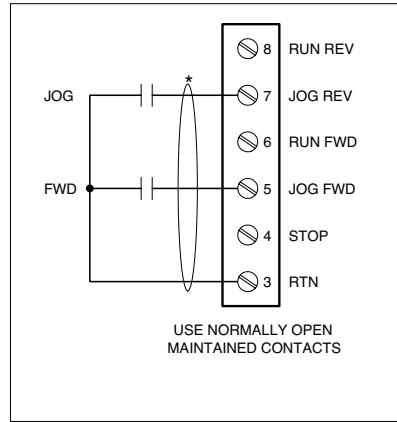 8 RUN REV
*
JOG 7 JOG REV
6 RUN FWD
FWD 5 JOG FWD
4 STOP
3 RTN
USE NORMALLY OPEN
MAINTAINED CONTACTS